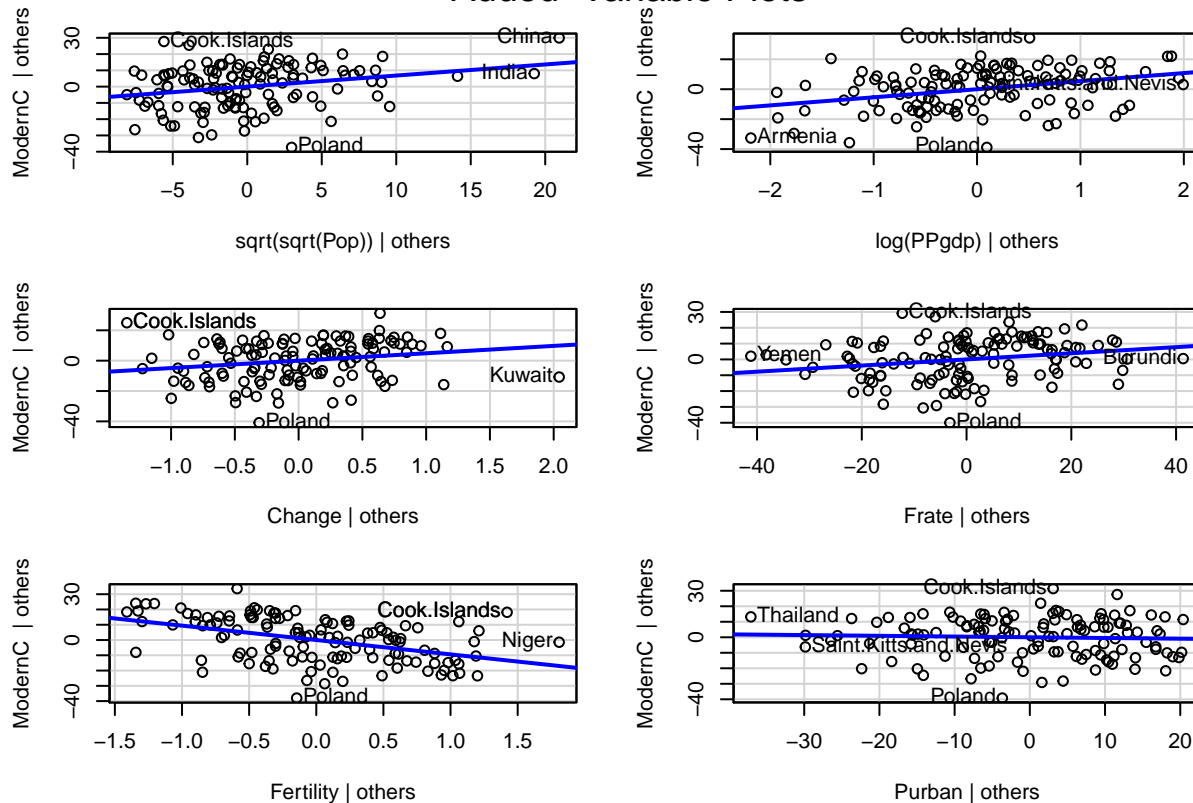 Added−Variable Plots
ModernC | others
30
0
−40
Cook.Islands
China
India
Poland
−5 0 5 10 15 20
sqrt(sqrt(Pop)) | others
ModernC | others
0
−40
Cook.Islands
Saint.Kitts.and.Nevis
Armenia
Poland
−2 −1 0 1 2
log(PPgdp) | others
ModernC | others
0
−40
Cook.Islands
Kuwait
Poland
−1.0 −0.5 0.0 0.5 1.0 2.0
Change | others
ModernC | others
30
0
−40
Cook.Islands
Yemen
Burundi
Poland
−40 −20 0 20 40
Frate | others
ModernC | others
30
0
−40
Cook.Islands
Niger
Poland
−1.5 −1.0 −0.5 0.0 0.5 1.0 1.5
Fertility | others
ModernC | others
30
0
−40
Cook.Islands
Thailand
Saint.Kitts.and.Nevis
Poland
−30 −20 −10 0 10 20
Purban | others